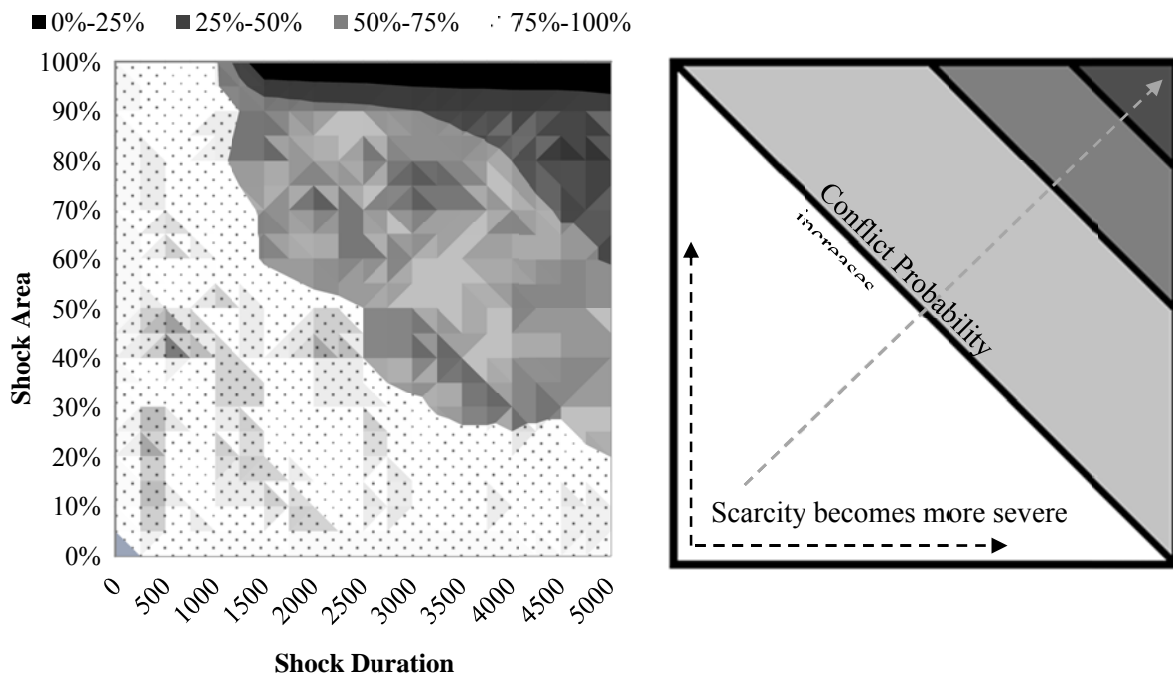 0%-25% 25%-50% 50%-75% 75%-100%
100%
90%
80%
70%
60%
50%
40%
30%
20%
10%
0%
Shock Area
0 500 1000 1500 2000 2500 3000 3500 4000 4500 5000
Shock Duration
Conflict Probability
increases
Scarcity becomes more severe